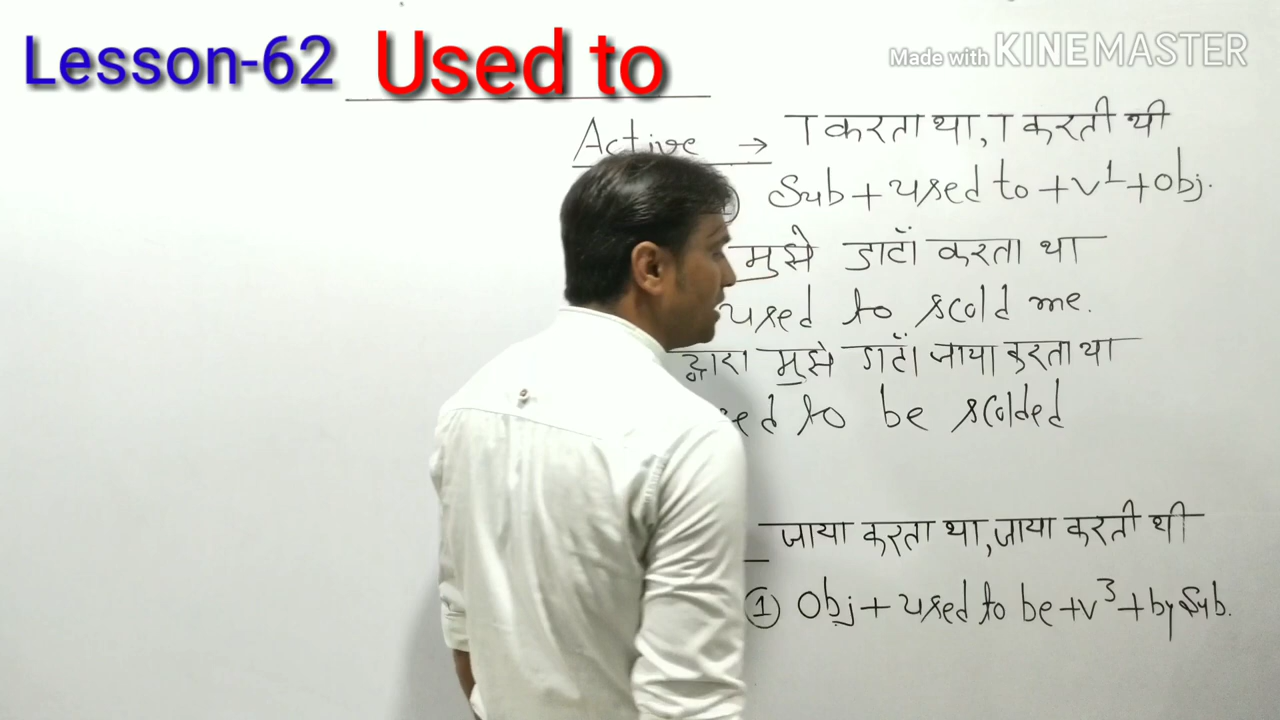 Lesson-62 Used to
Made with KINEMASTER
Active → ा करता था, ा करती थी
Sub + used to + v¹ + Obj.
मुझे डाटॉ करता था
used to scold me.
द्वारा मुझे डाटॉ जाया करता था
to be scolded
जाया करता था, जाया करती थी
① Obj + used to be + v³ + by Sub.